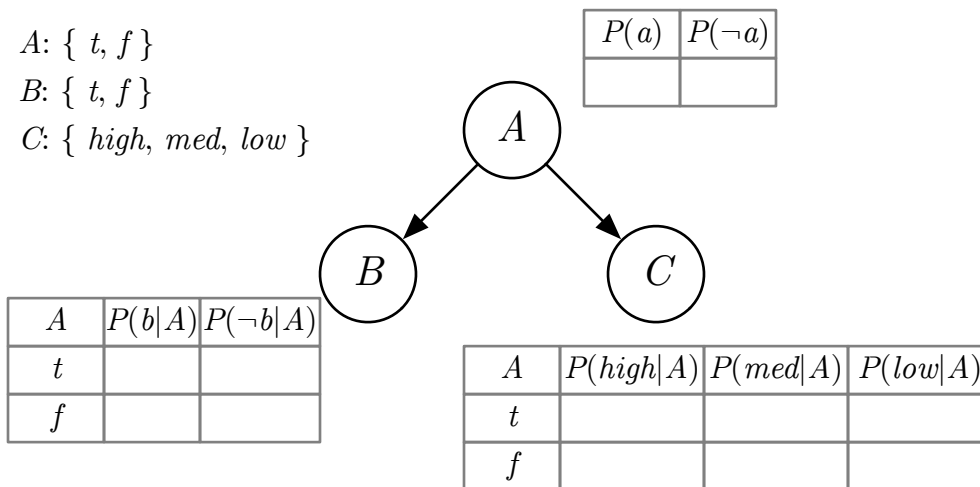 A: { t, f }
B: { t, f }
C: { high, med, low }
P(a) P(¬a)
A
B
C
A P(b|A) P(¬b|A)
t
f
A P(high|A) P(med|A) P(low|A)
t
f